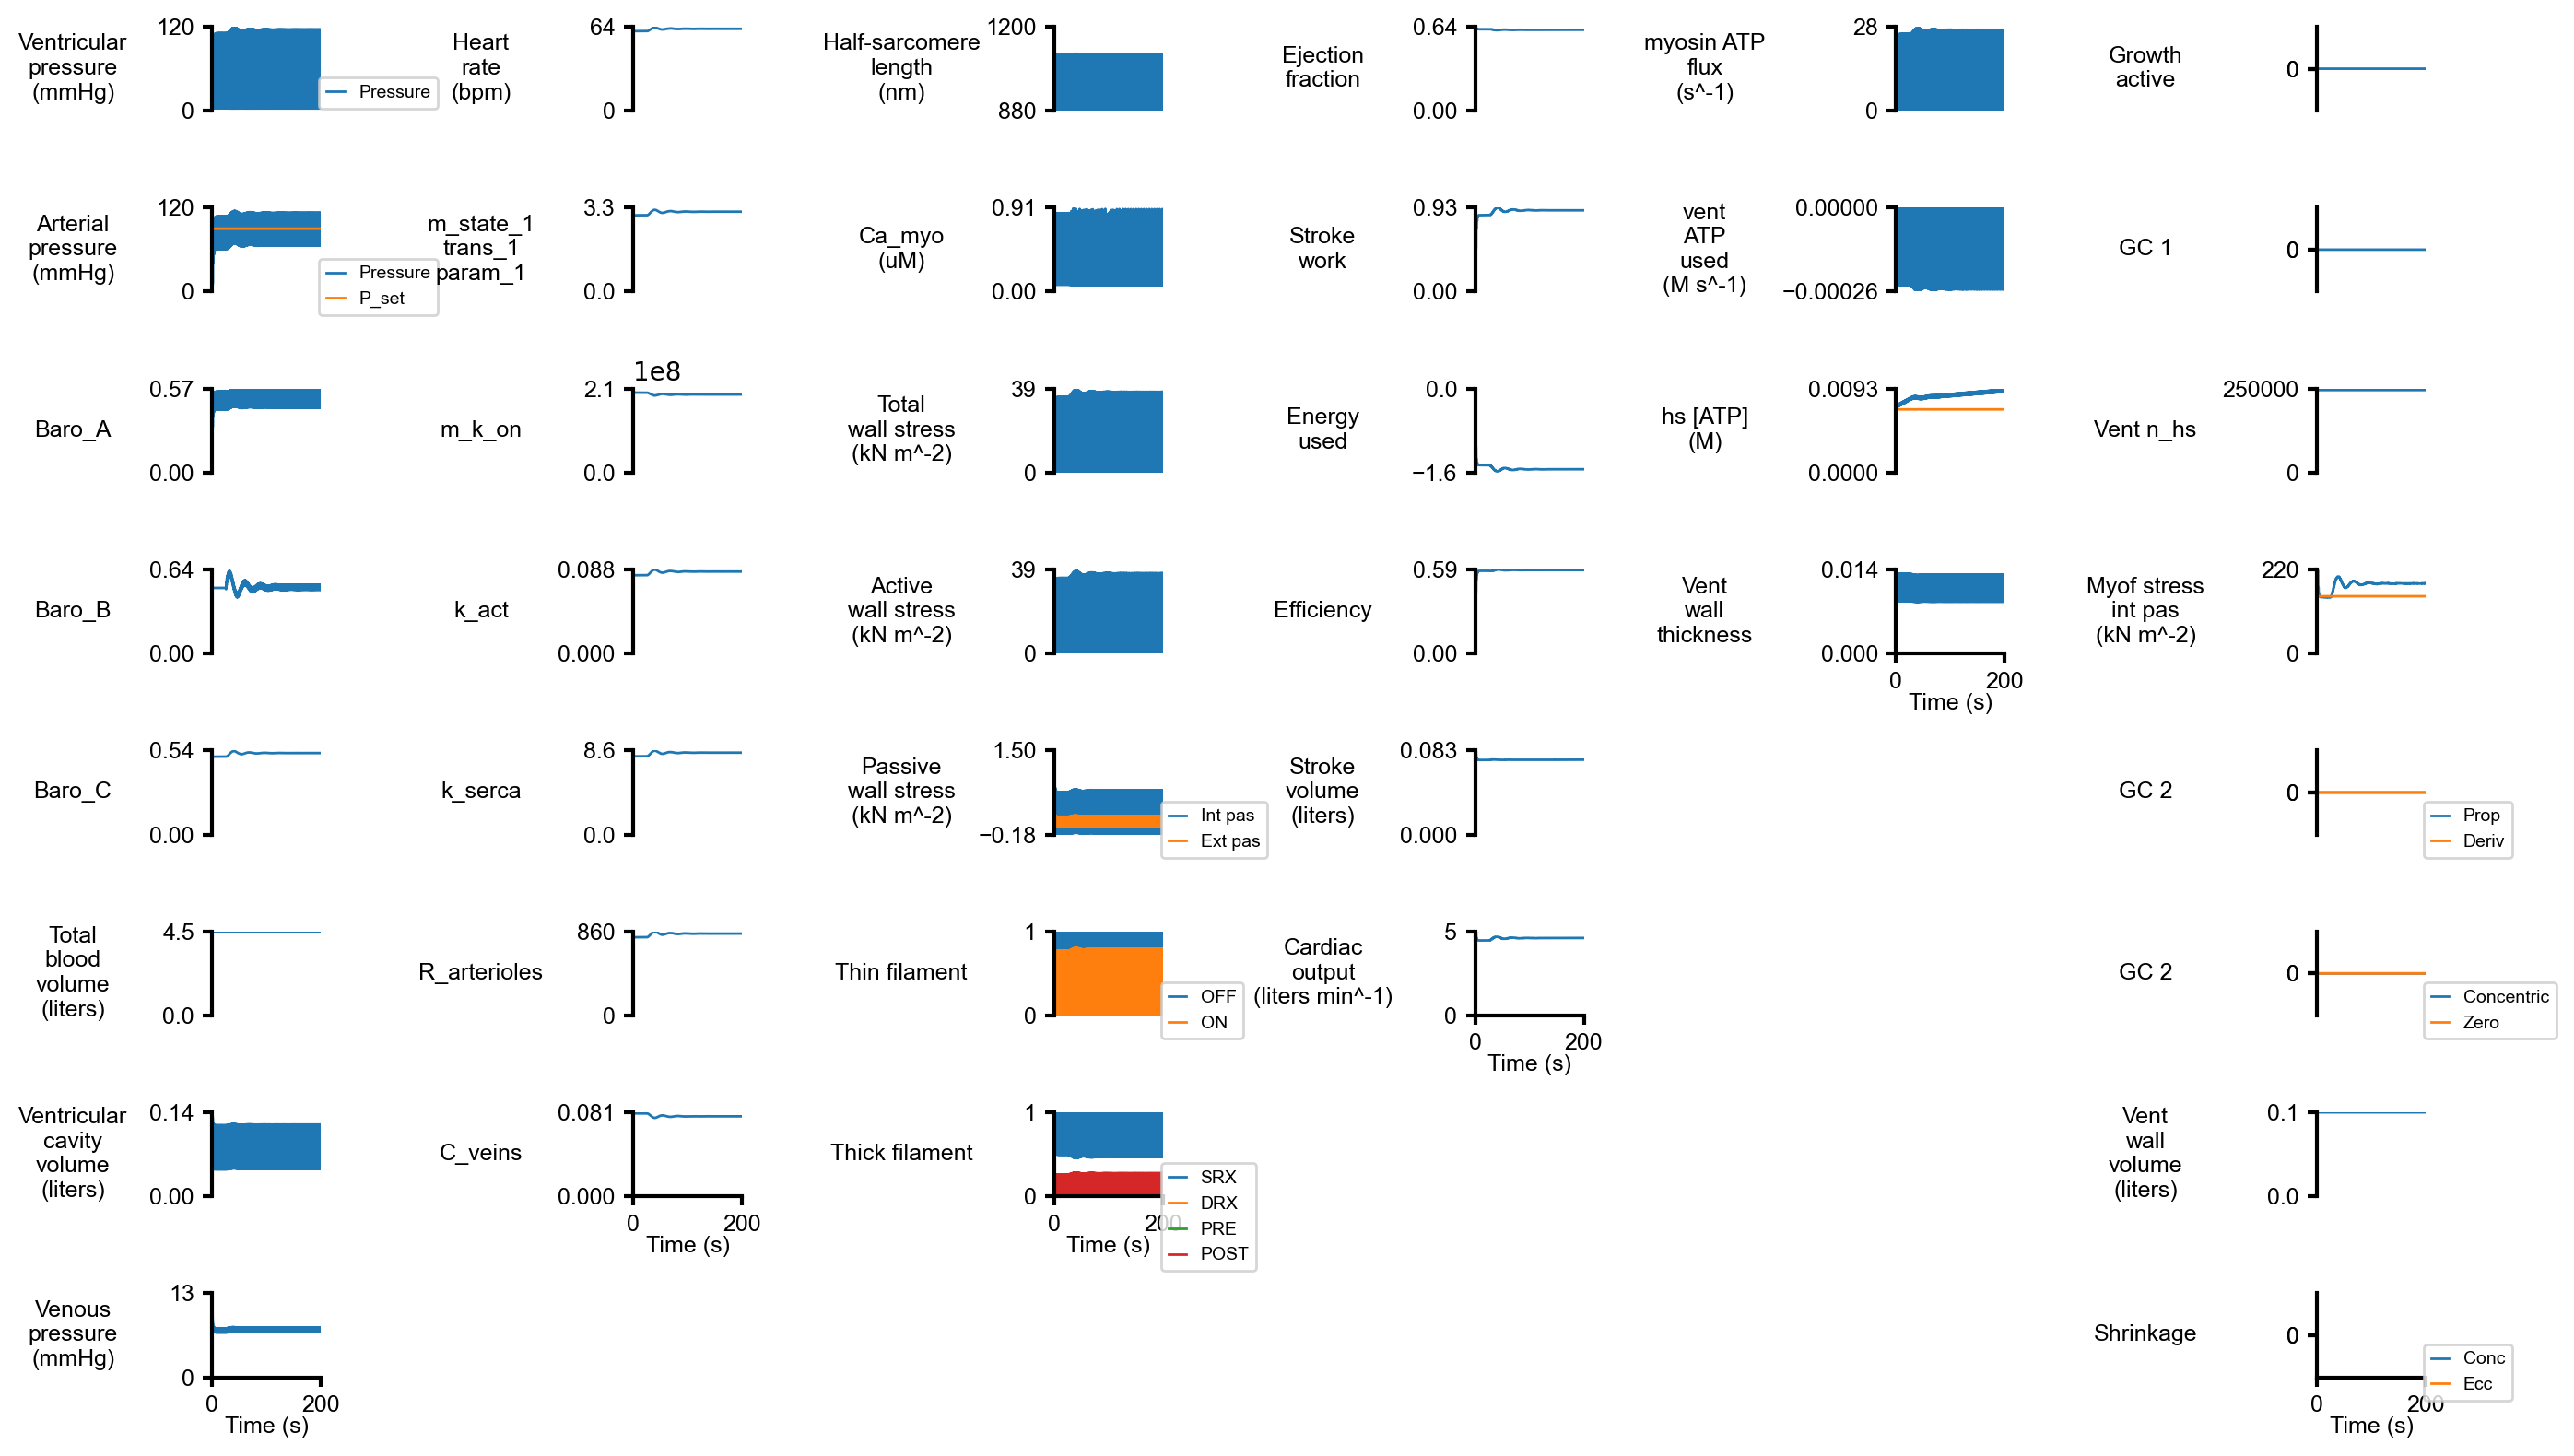 Ventricular
pressure
(mmHg)
120
0
Pressure
Heart
rate
(bpm)
64
0
Half-sarcomere
length
(nm)
1200
880
Ejection
fraction
0.64
0.00
myosin ATP
flux
(s^-1)
28
0
Growth
active
0
Arterial
pressure
(mmHg)
120
0
Pressure
P_set
m_state_1
trans_1
param_1
3.3
0.0
Ca_myo
(uM)
0.91
0.00
Stroke
work
0.93
0.00
vent
ATP
used
(M s^-1)
0.00000
−0.00026
GC 1
0
Baro_A
0.57
0.00
m_k_on
1e8
2.1
0.0
Total
wall stress
(kN m^-2)
39
0
Energy
used
0.0
−1.6
hs [ATP]
(M)
0.0093
0.0000
Vent n_hs
250000
0
Baro_B
0.64
0.00
k_act
0.088
0.000
Active
wall stress
(kN m^-2)
39
0
Efficiency
0.59
0.00
Vent
wall
thickness
0.014
0.000
0 200
Time (s)
Myof stress
int pas
(kN m^-2)
220
0
Baro_C
0.54
0.00
k_serca
8.6
0.0
Passive
wall stress
(kN m^-2)
1.50
−0.18
Int pas
Ext pas
Stroke
volume
(liters)
0.083
0.000
GC 2
0
Prop
Deriv
Total
blood
volume
(liters)
4.5
0.0
R_arterioles
860
0
Thin filament
1
1
OFF
ON
Cardiac
output
(liters min^-1)
5
0
0 200
Time (s)
GC 2
0
Concentric
Zero
Ventricular
cavity
volume
(liters)
0.14
0.00
C_veins
0.081
0.000
0 200
Time (s)
Thick filament
1
1
0 200
Time (s)
SRX
DRX
PRE
POST
Vent
wall
volume
(liters)
0.1
0.0
Venous
pressure
(mmHg)
13
0
0 200
Time (s)
Shrinkage
0
Conc
Ecc
0 200
Time (s)